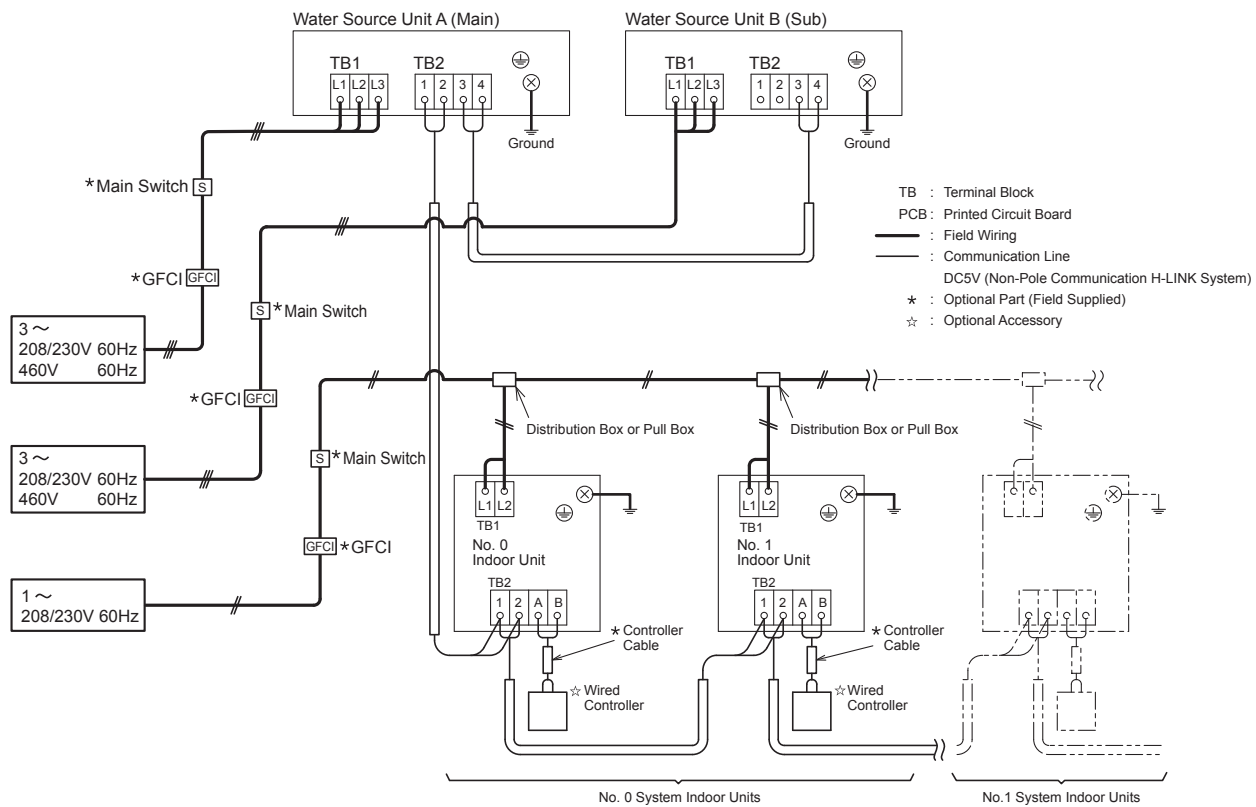 Water Source Unit A (Main)
Water Source Unit B (Sub)
TB1
TB2
TB1
TB2
L1 L2 L3
1 2 3 4
L1 L2 L3
1 2 3 4
Ground
Ground
*Main Switch S
TB : Terminal Block
PCB : Printed Circuit Board
: Field Wiring
: Communication Line
DC5V (Non-Pole Communication H-LINK System)
* : Optional Part (Field Supplied)
☆ : Optional Accessory
*GFCI GFCI
S *Main Switch
3～
208/230V 60Hz
460V 60Hz
*GFCI GFCI
Distribution Box or Pull Box
Distribution Box or Pull Box
S *Main Switch
3～
208/230V 60Hz
460V 60Hz
L1 L2
TB1
No. 0
Indoor Unit
TB2
1 2 A B
L1 L2
TB1
No. 1
Indoor Unit
TB2
1 2 A B
GFCI *GFCI
1～
208/230V 60Hz
* Controller
Cable
* Controller
Cable
☆ Wired
Controller
☆ Wired
Controller
No. 0 System Indoor Units
No.1 System Indoor Units